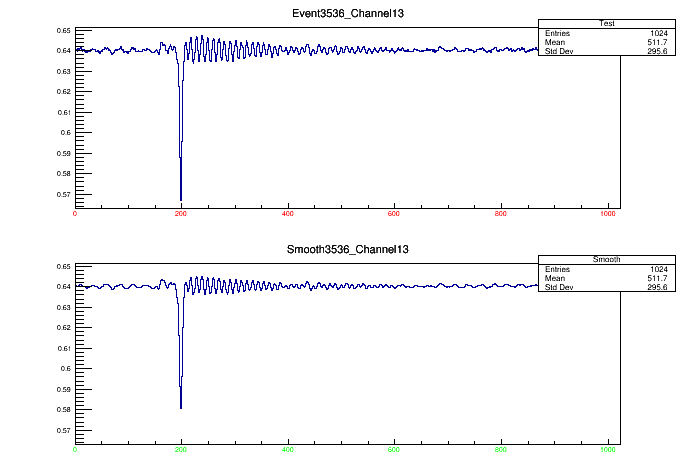 Event3536_Channel13
Test
Entries 1024
Mean 511.7
Std Dev 295.6
0.65
0.64
0.63
0.62
0.61
0.6
0.59
0.58
0.57
0 200 400 600 800 1000
Smooth3536_Channel13
Smooth
Entries 1024
Mean 511.7
Std Dev 295.6
0.65
0.64
0.63
0.62
0.61
0.6
0.59
0.58
0.57
0 200 400 600 800 1000